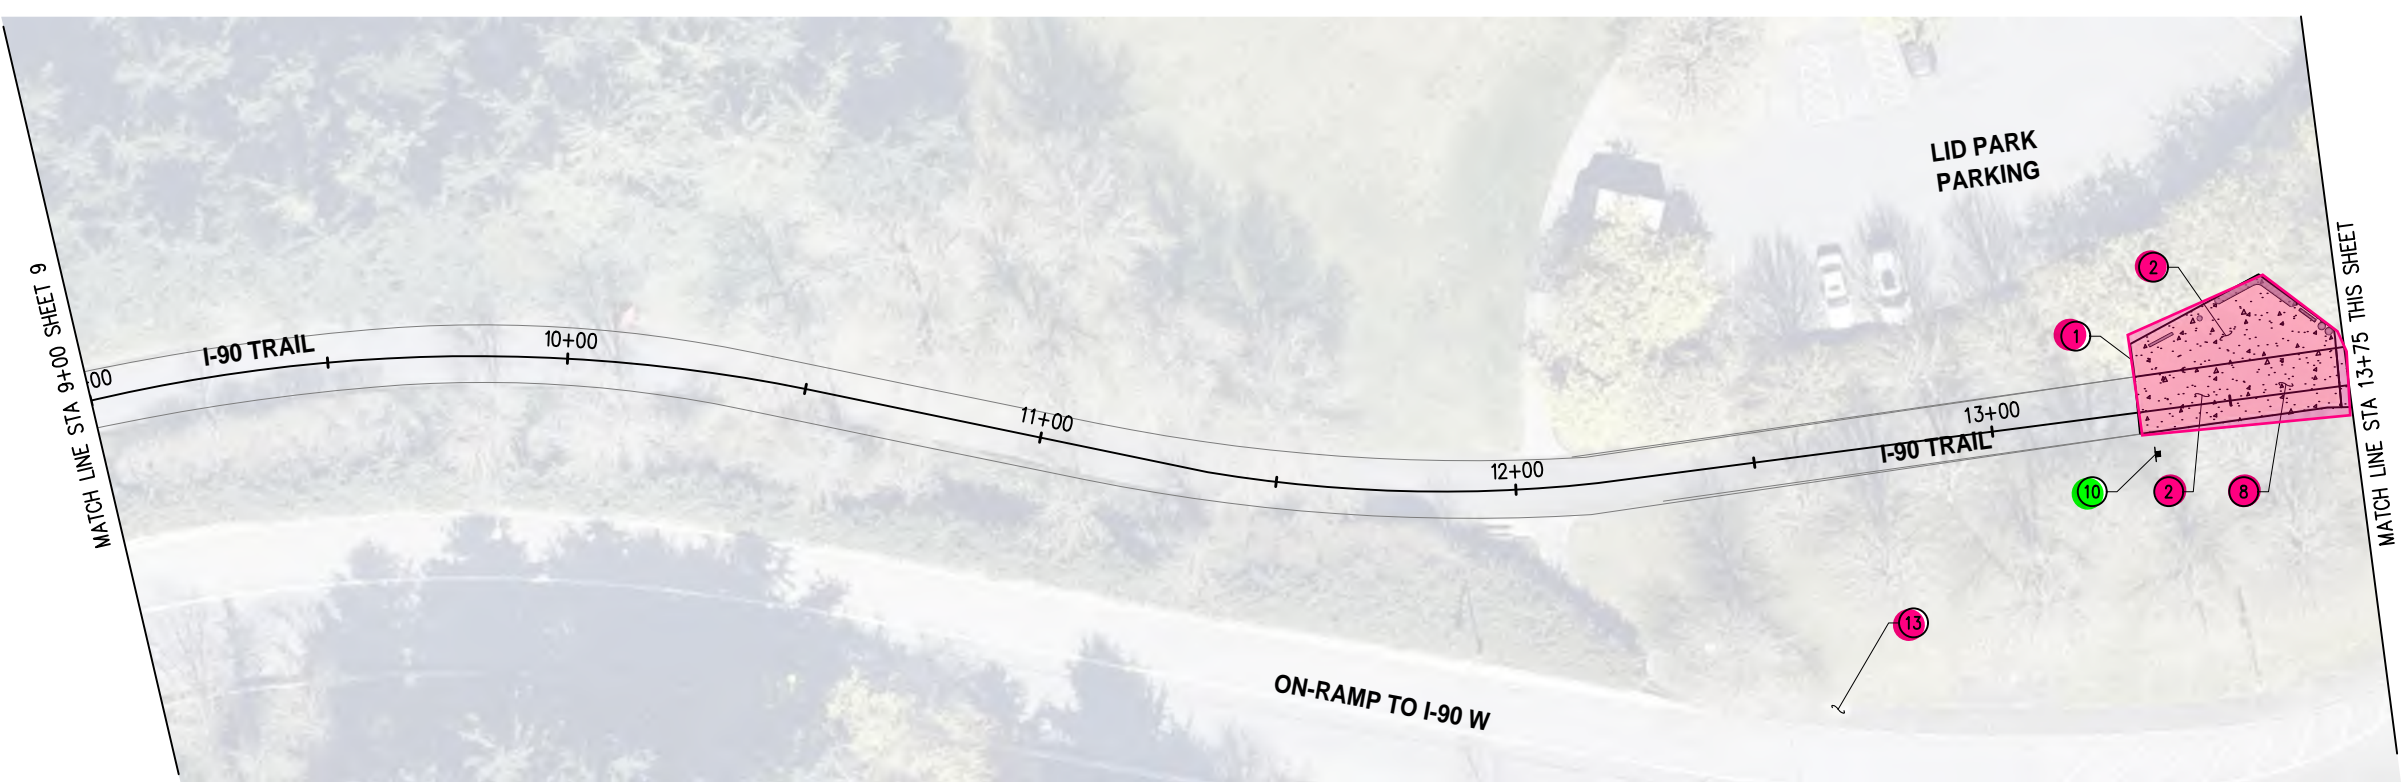 MATCH LINE STA 9+00 SHEET 9
00
I-90 TRAIL
10+00
11+00
12+00
13+00
I-90 TRAIL
LID PARK
PARKING
2
1
10
2
8
13
ON-RAMP TO I-90 W
MATCH LINE STA 13+75 THIS SHEET